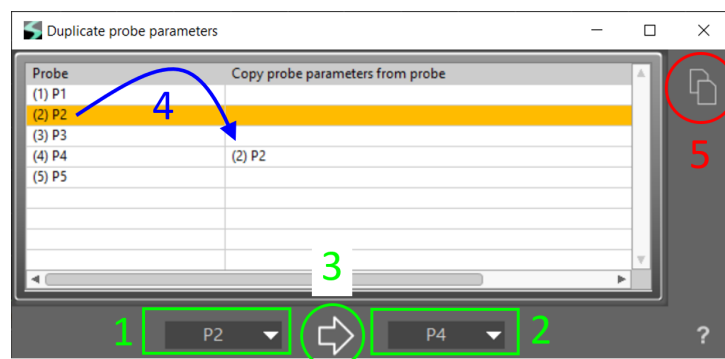 Duplicate probe parameters
Probe Copy probe parameters from probe
(1) P1
(2) P2
4
(3) P3
(4) P4 (2) P2
(5) P5
5
3
1 P2 P4 2 ?